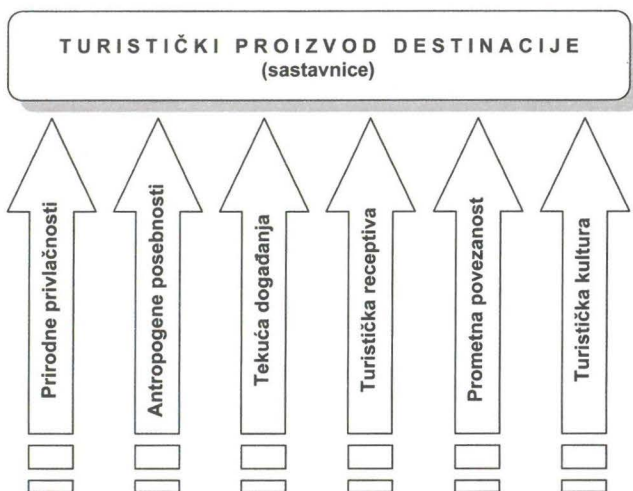 TURISTIČKI PROIZVOD DESTINACIJE
(sastavnice)
Prirodne privlačnosti
Antropogene posebnosti
Tekuća događanja
Turistička receptiva
Prometna povezanost
Turistička kultura